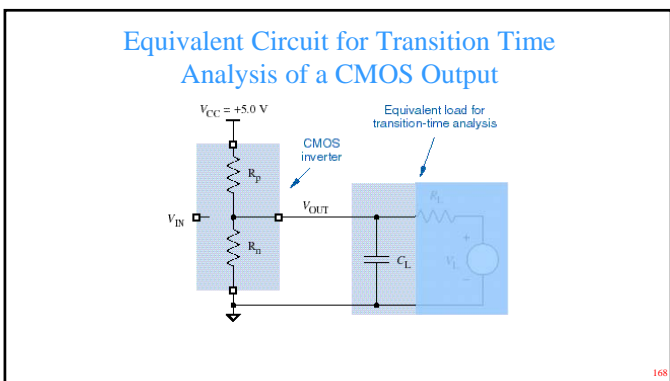 Equivalent Circuit for Transition Time
Analysis of a CMOS Output
VCC = +5.0 V
Equivalent load for
transition-time analysis
CMOS
inverter
Rp
RL
VOUT
VIN
+
Rn
CL
VL
−
168